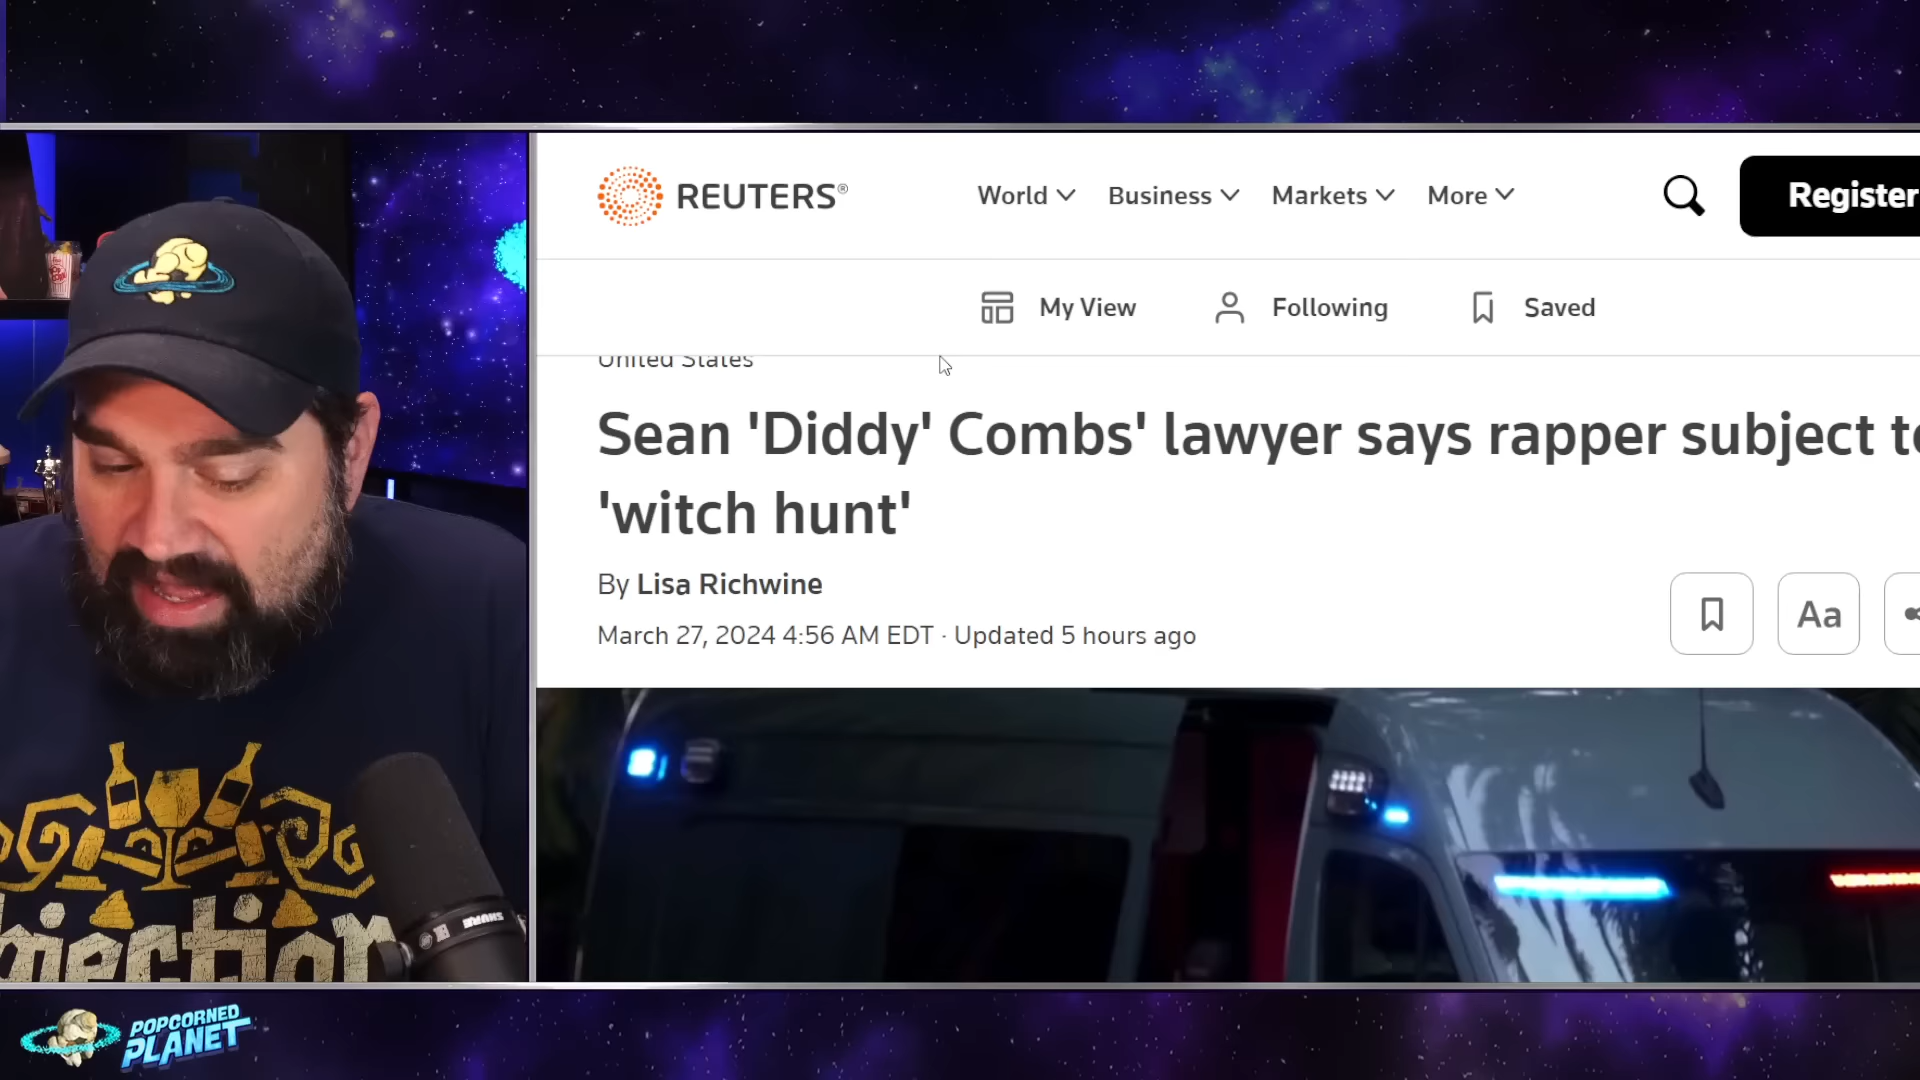 REUTERS®
World
Business
Markets
More
Register
My View
Following
Saved
United States
Sean 'Diddy' Combs' lawyer says rapper subject to
'witch hunt'
By Lisa Richwine
March 27, 2024 4:56 AM EDT · Updated 5 hours ago
Aa
SHURE
POPCORNED
PLANET